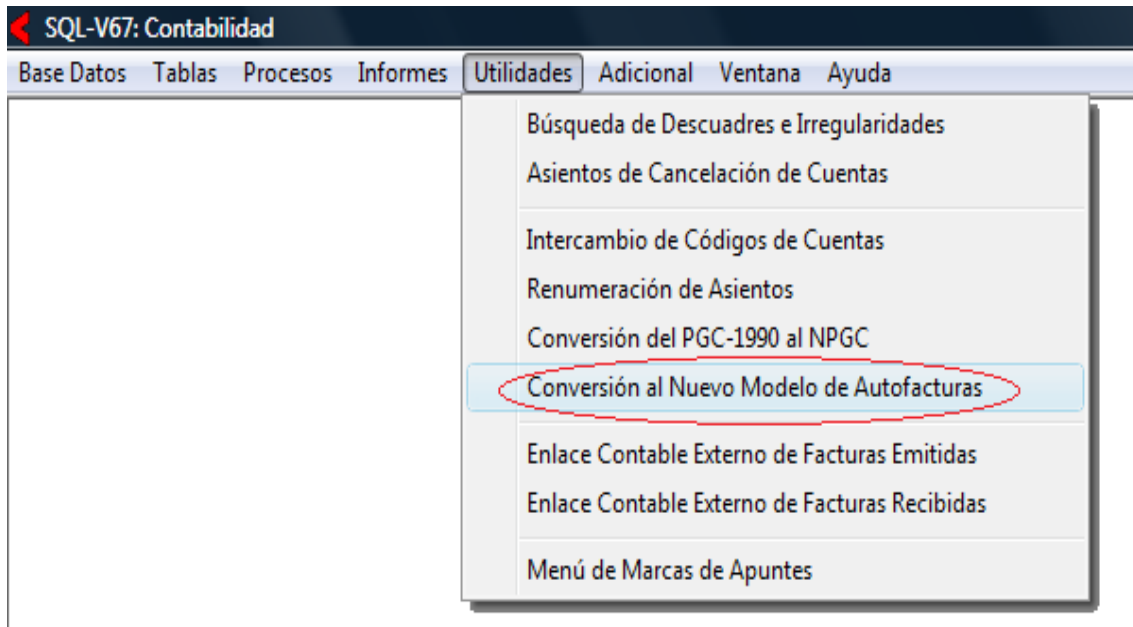 SQL-V67: Contabilidad
Base Datos Tablas Procesos Informes Utilidades Adicional Ventana Ayuda
Búsqueda de Descuadres e Irregularidades
Asientos de Cancelación de Cuentas
Intercambio de Códigos de Cuentas
Renumeración de Asientos
Conversión del PGC-1990 al NPGC
Conversión al Nuevo Modelo de Autofacturas
Enlace Contable Externo de Facturas Emitidas
Enlace Contable Externo de Facturas Recibidas
Menú de Marcas de Apuntes